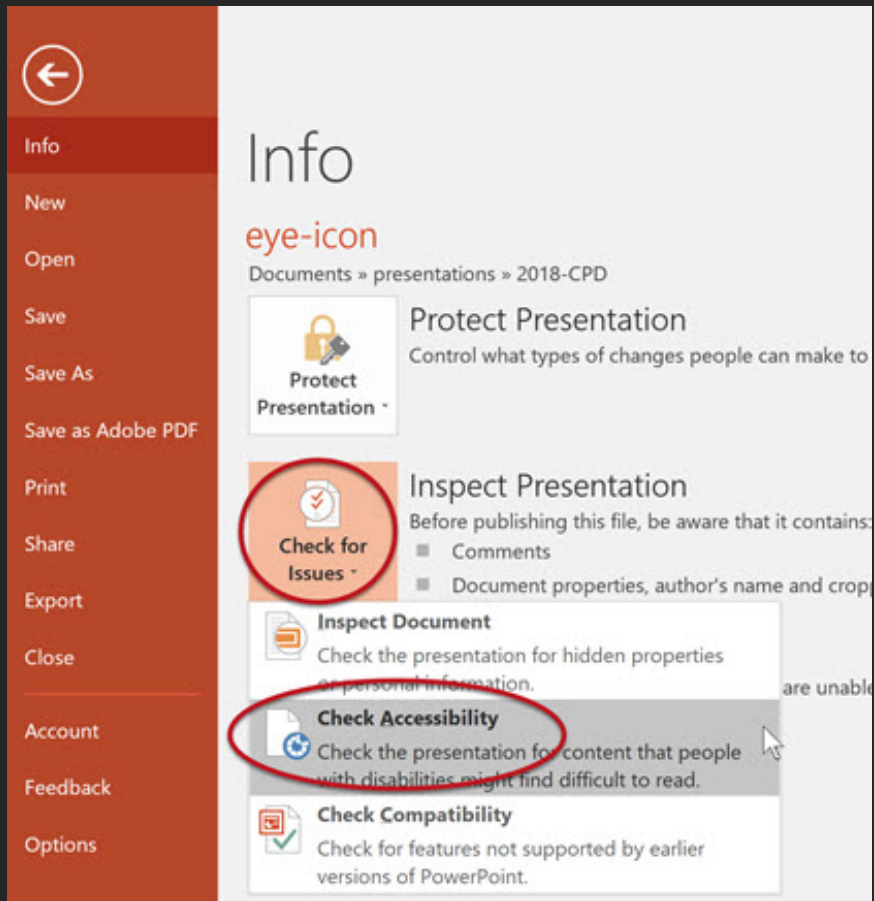 Info
New
Open
Save
Save As
Save as Adobe PDF
Print
Share
Export
Close
Account
Feedback
Options
Info
eye-icon
Documents » presentations » 2018-CPD
Protect
Presentation
Protect Presentation
Control what types of changes people can make to
Check for
Issues
Inspect Presentation
Before publishing this file, be aware that it contains:
Comments
Document properties, author's name and cropp
Inspect Document
Check the presentation for hidden properties
or personal information.
are unable
Check Accessibility
Check the presentation for content that people
with disabilities might find difficult to read.
Check Compatibility
Check for features not supported by earlier
versions of PowerPoint.